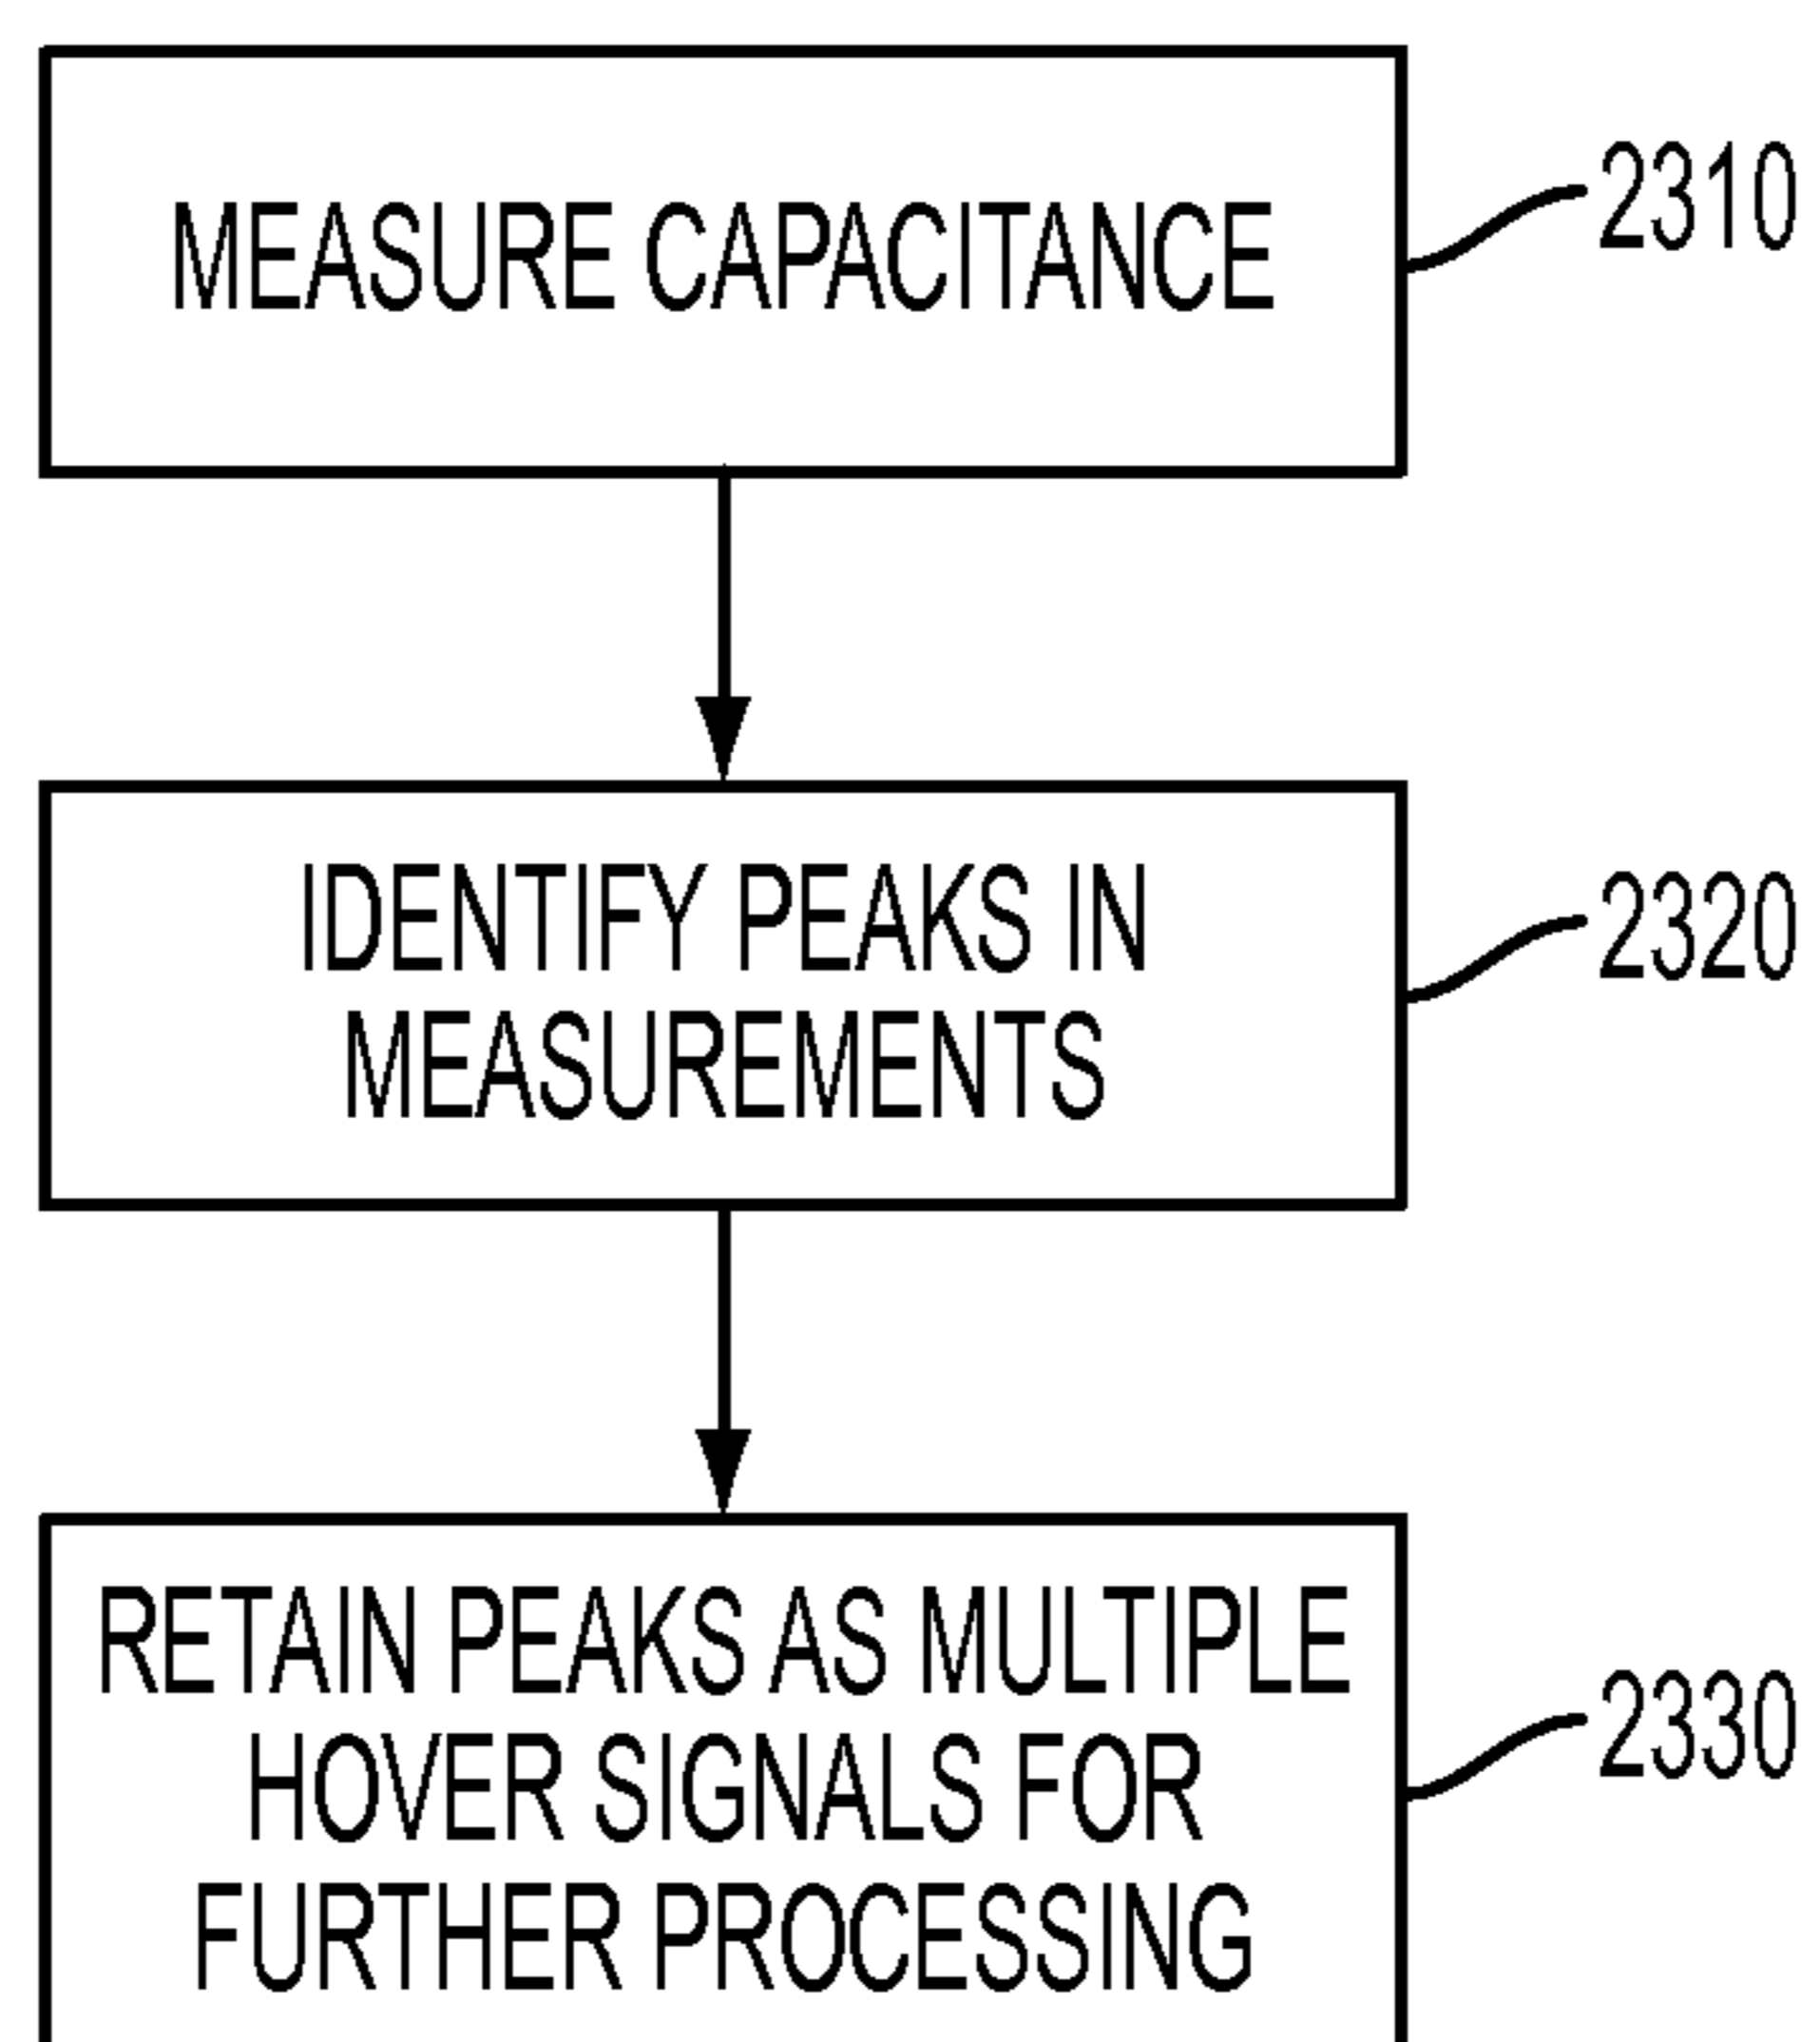 MEASURE CAPACITANCE
2310
IDENTIFY PEAKS IN
MEASUREMENTS
2320
RETAIN PEAKS AS MULTIPLE
HOVER SIGNALS FOR
FURTHER PROCESSING
2330